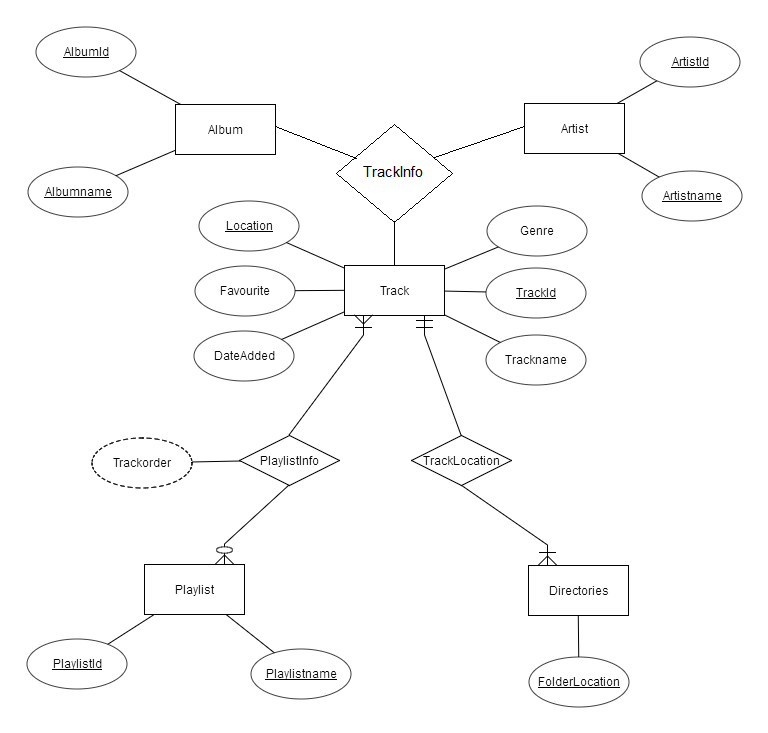 AlbumId
ArtistId
Album
Artist
TrackInfo
Albumname
Artistname
Location
Genre
Favourite
Track
TrackId
DateAdded
Trackname
Trackorder
PlaylistInfo
TrackLocation
Playlist
Directories
PlaylistId
Playlistname
FolderLocation